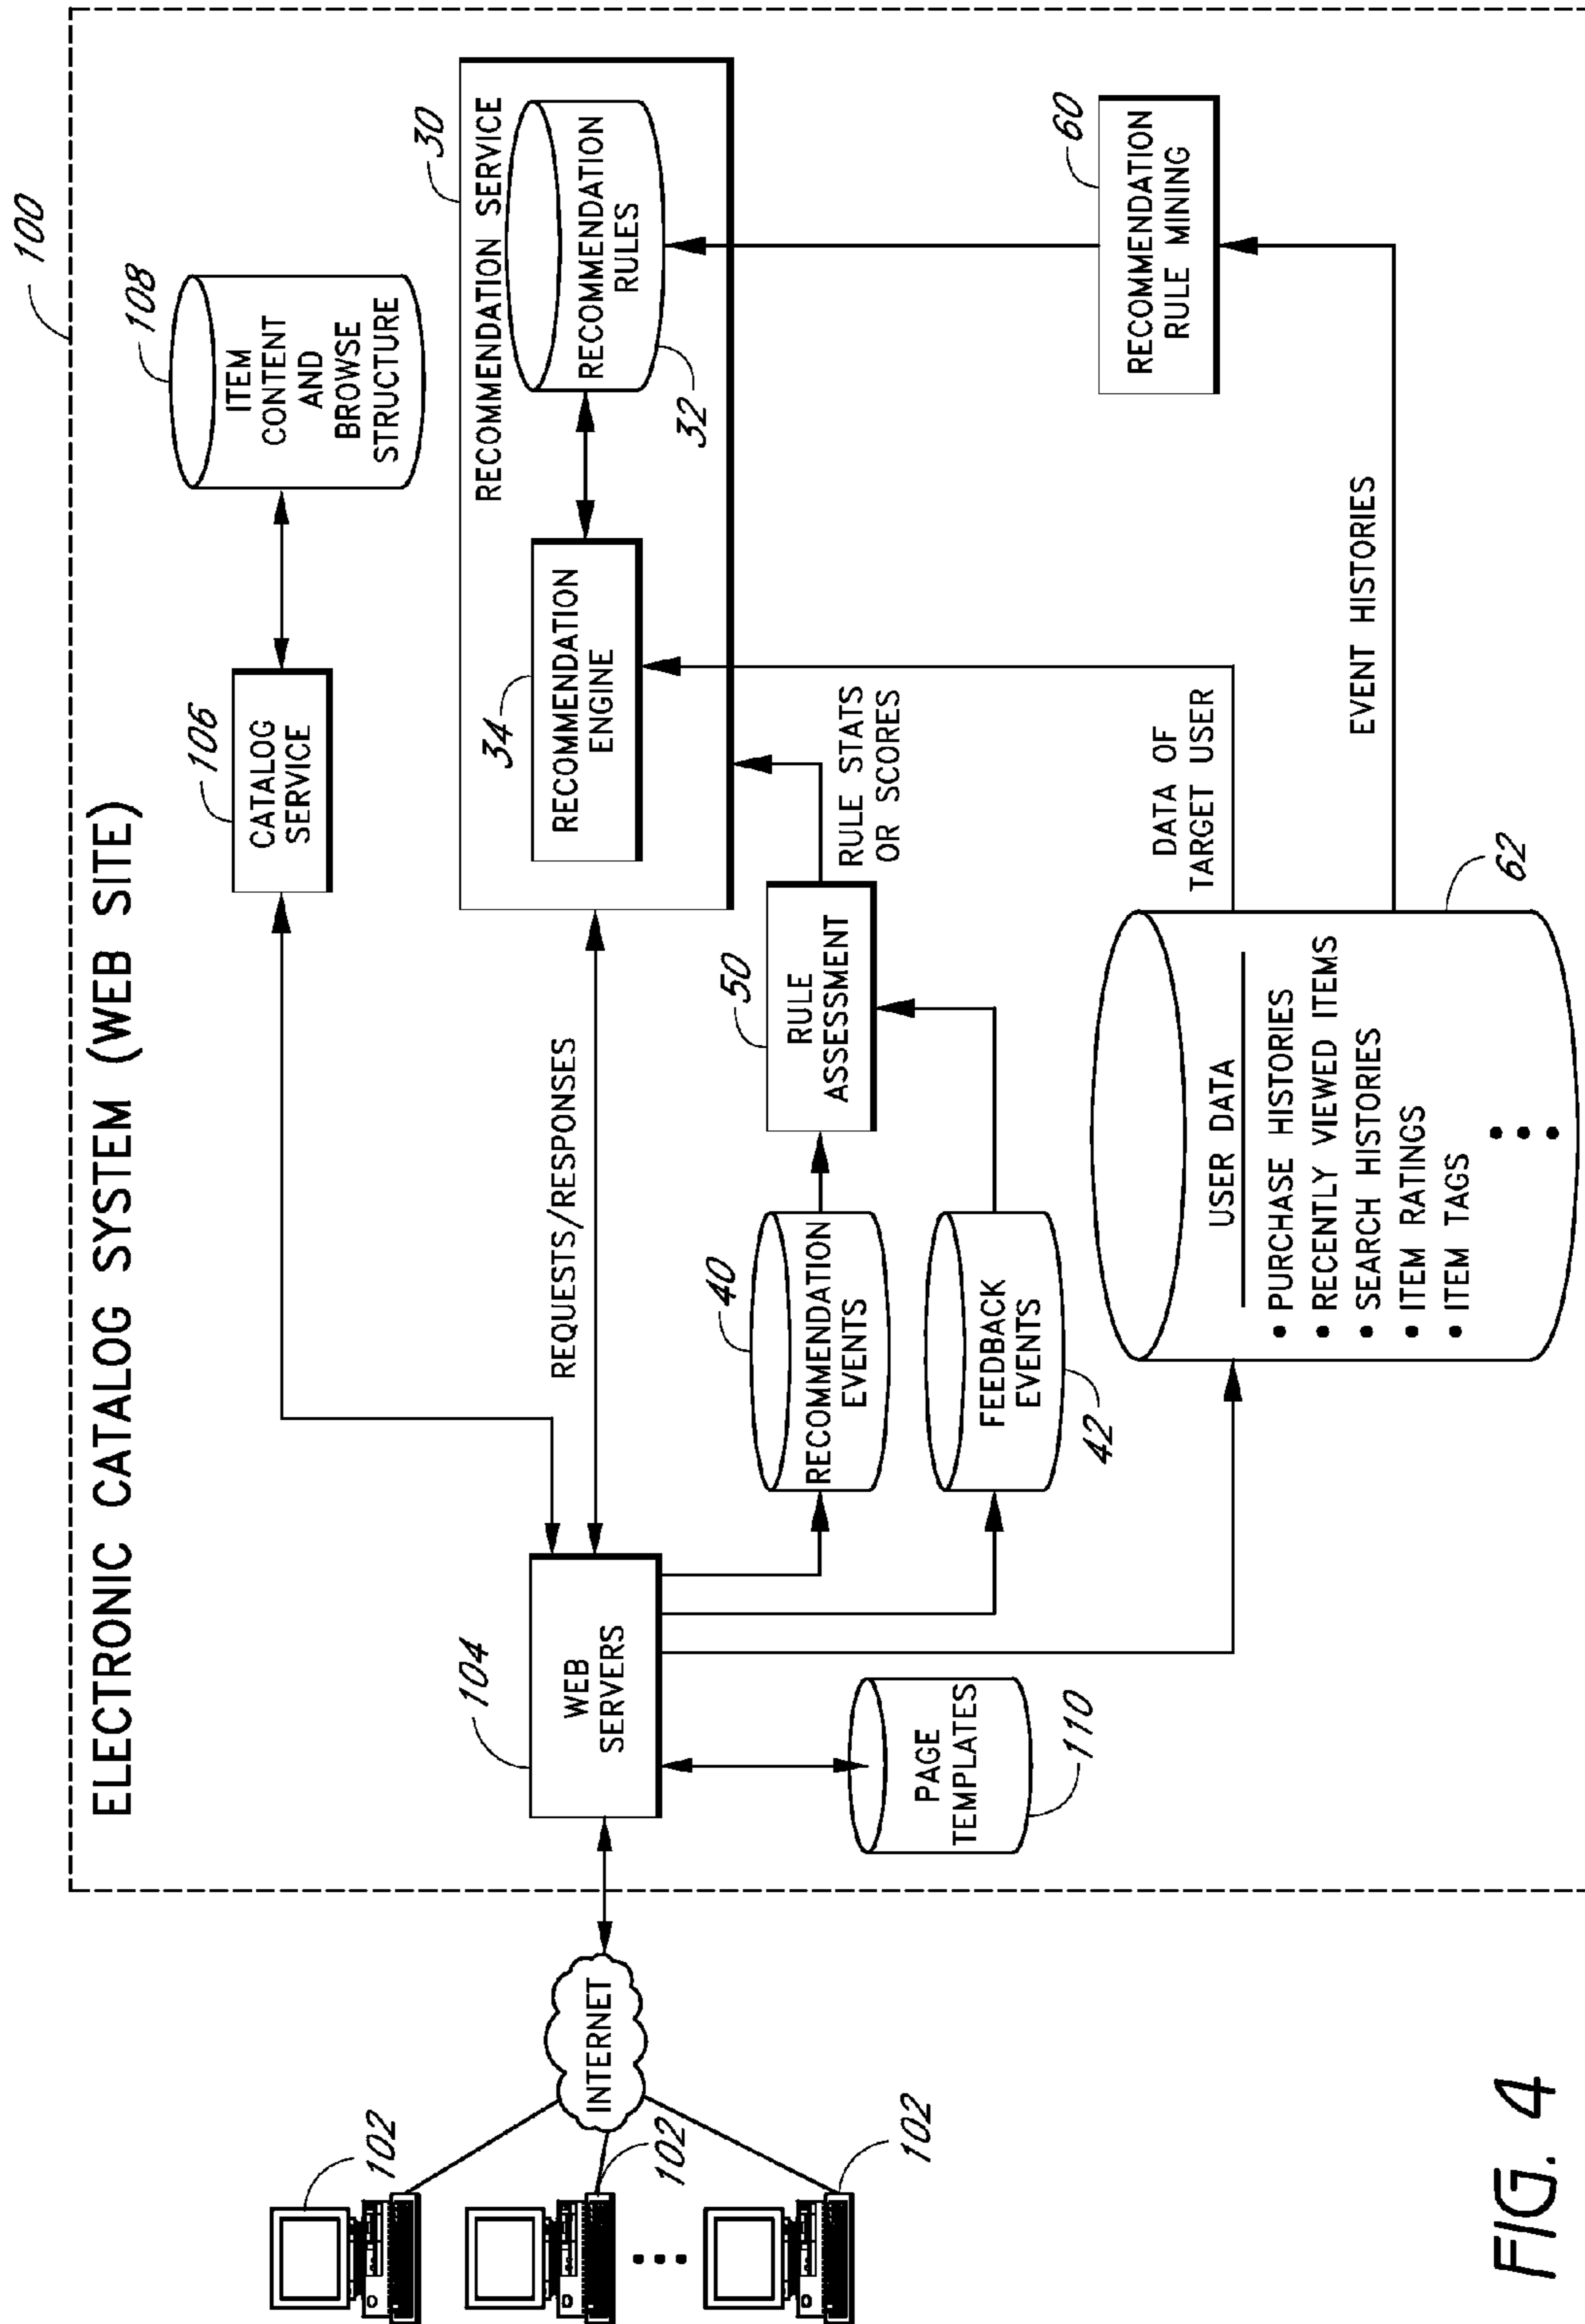 100
ELECTRONIC CATALOG SYSTEM (WEB SITE)
102
102
102
INTERNET
104
WEB
SERVERS
PAGE
TEMPLATES
110
106
CATALOG
SERVICE
108
ITEM
CONTENT
AND
BROWSE
STRUCTURE
REQUESTS/RESPONSES
30
RECOMMENDATION SERVICE
34
RECOMMENDATION
ENGINE
RECOMMENDATION
RULES
32
40
RECOMMENDATION
EVENTS
FEEDBACK
EVENTS
42
50
RULE
ASSESSMENT
RULE STATS
OR SCORES
60
RECOMMENDATION
RULE MINING
DATA OF
TARGET USER
EVENT HISTORIES
62
USER DATA
• PURCHASE HISTORIES
• RECENTLY VIEWED ITEMS
• SEARCH HISTORIES
• ITEM RATINGS
• ITEM TAGS
FIG. 4